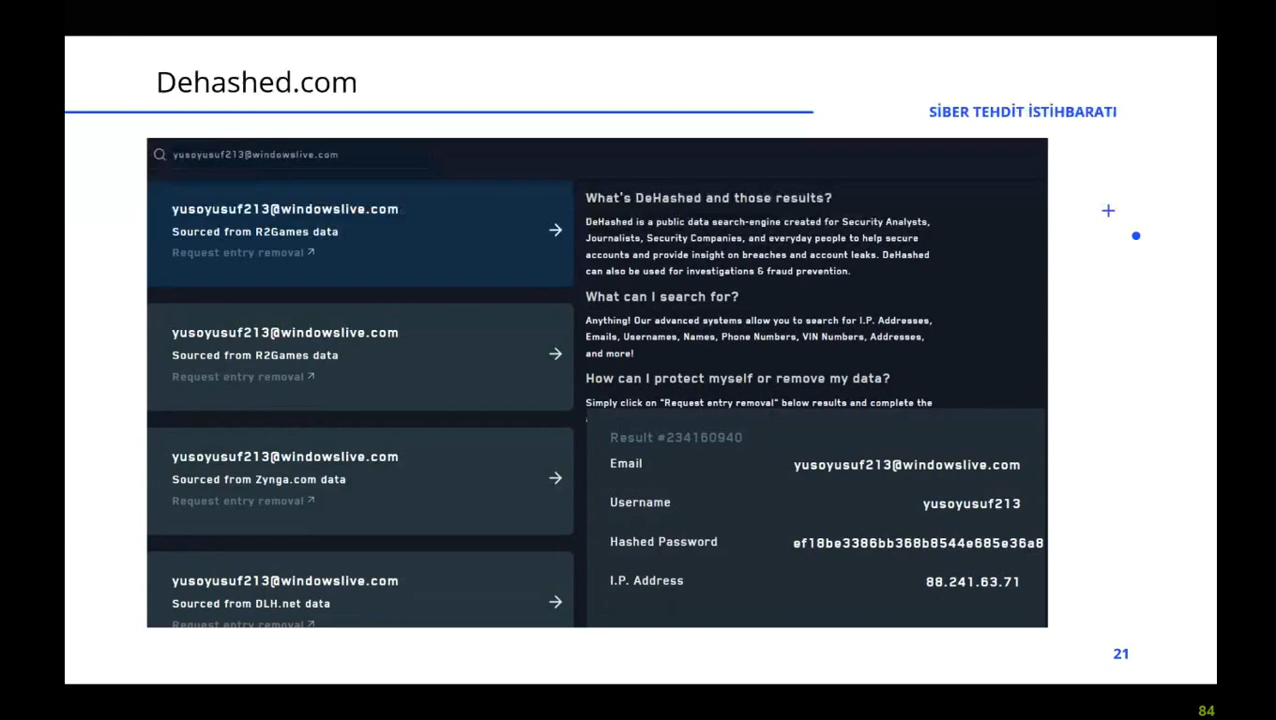 Dehashed.com
SİBER TEHDİT İSTİHBARATI
yusoyusuf213@windowslive.com
yusoyusuf213@windowslive.com
Sourced from R2Games data
Request entry removal
yusoyusuf213@windowslive.com
Sourced from R2Games data
Request entry removal
yusoyusuf213@windowslive.com
Sourced from Zynga.com data
Request entry removal
yusoyusuf213@windowslive.com
Sourced from DLH.net data
Request entry removal
What's DeHashed and those results?
DeHashed is a public data search-engine created for Security Analysts,
Journalists, Security Companies, and everyday people to help secure
accounts and provide insight on breaches and account leaks. DeHashed
can also be used for investigations & fraud prevention.
What can I search for?
Anything! Our advanced systems allow you to search for I.P. Addresses,
Emails, Usernames, Names, Phone Numbers, VIN Numbers, Addresses,
and more!
How can I protect myself or remove my data?
Simply click on "Request entry removal" below results and complete the
Result #234160940
Email yusoyusuf213@windowslive.com
Username yusoyusuf213
Hashed Password ef18be3386bb368b8544e685e36a8
I.P. Address 88.241.63.71
21
84